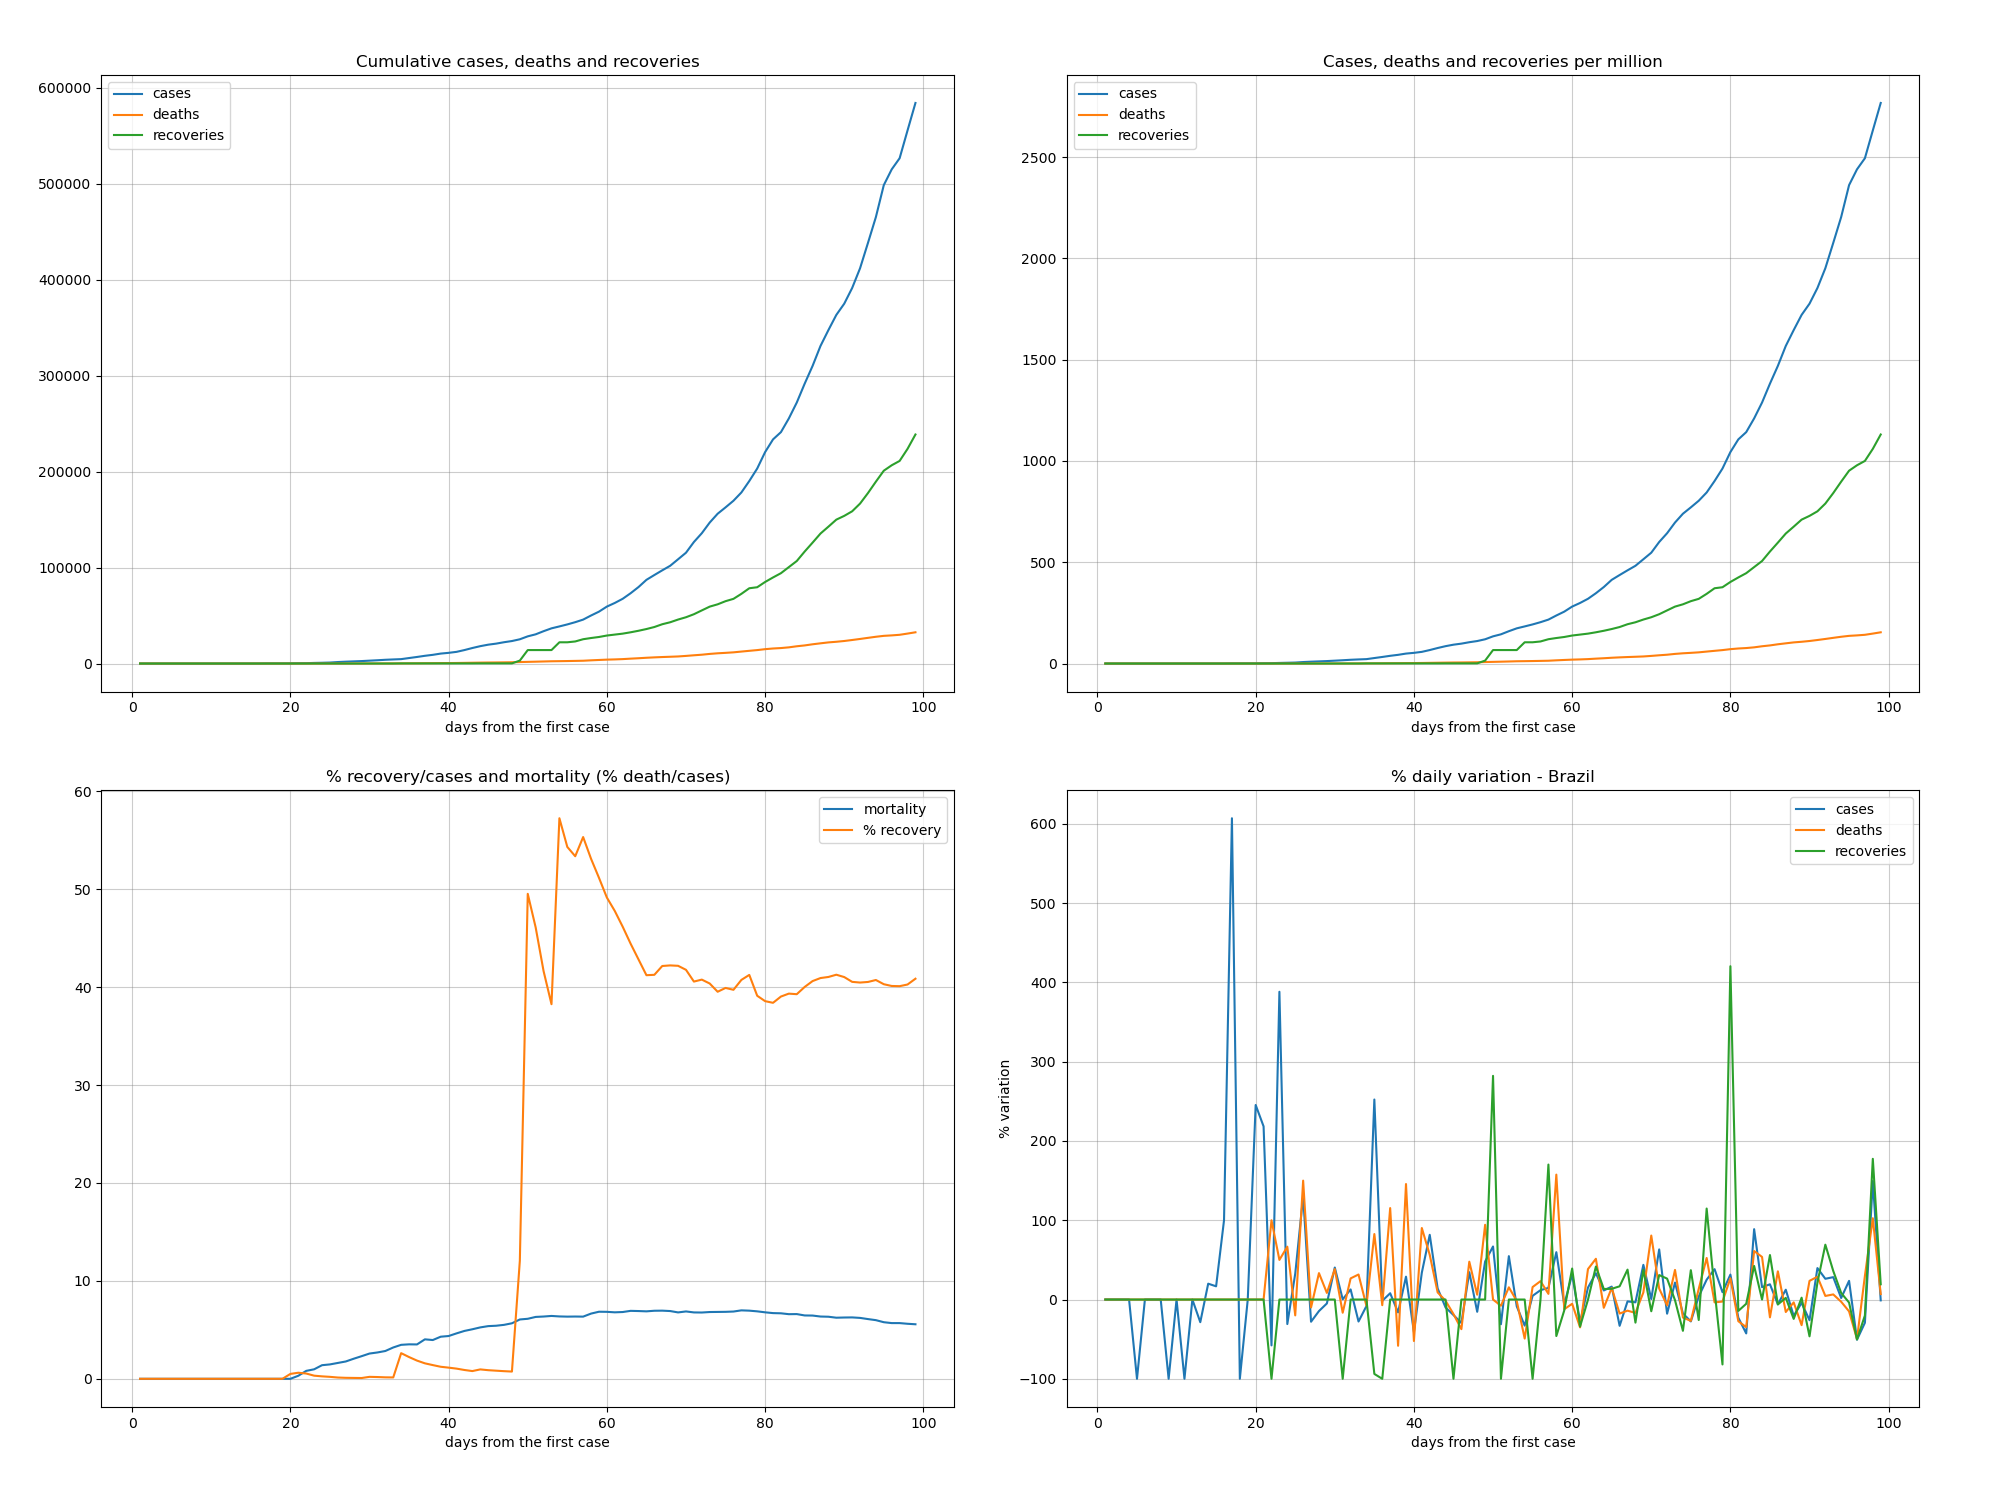 Cumulative cases, deaths and recoveries
cases
deaths
recoveries
600000
500000
400000
300000
200000
100000
0
0 20 40 60 80 100
days from the first case
Cases, deaths and recoveries per million
cases
deaths
recoveries
2500
2000
1500
1000
500
0
0 20 40 60 80 100
days from the first case
% recovery/cases and mortality (% death/cases)
mortality
% recovery
60
50
40
30
20
10
0
0 20 40 60 80 100
days from the first case
% daily variation - Brazil
cases
deaths
recoveries
% variation
600
500
400
300
200
100
0
−100
0 20 40 60 80 100
days from the first case